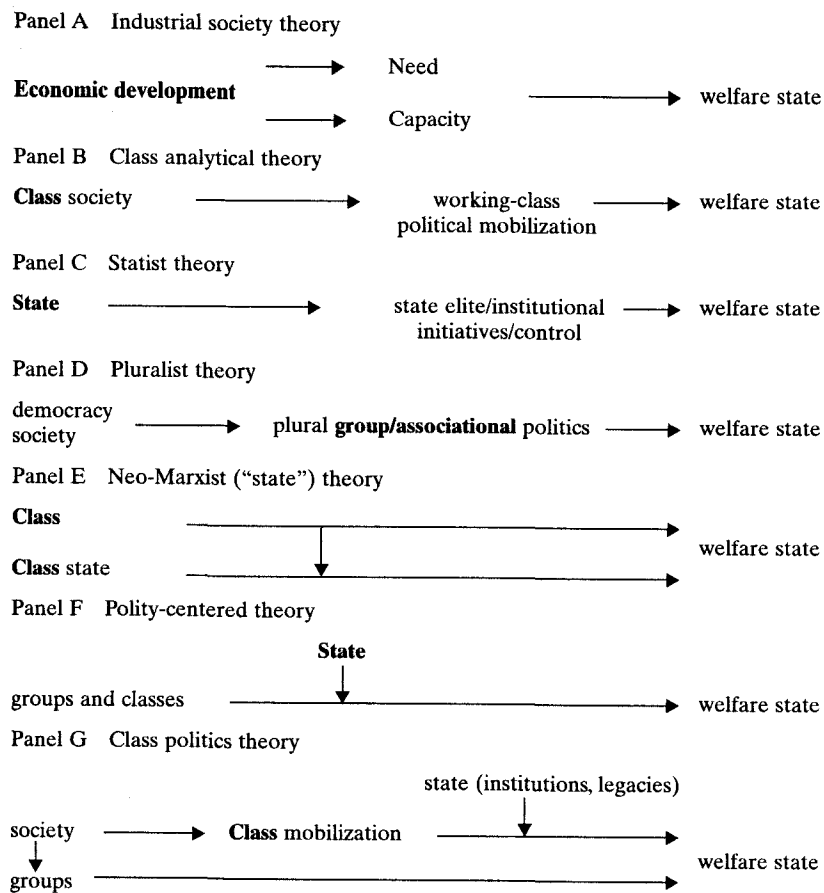 Panel A Industrial society theory
Need
Economic development
welfare state
Capacity
Panel B Class analytical theory
Class society
working-class
political mobilization
welfare state
Panel C Statist theory
State
state elite/institutional
initiatives/control
welfare state
Panel D Pluralist theory
democracy
society
plural group/associational politics
welfare state
Panel E Neo-Marxist (“state”) theory
Class
welfare state
Class state
Panel F Polity-centered theory
State
groups and classes
welfare state
Panel G Class politics theory
state (institutions, legacies)
society
Class mobilization
welfare state
groups